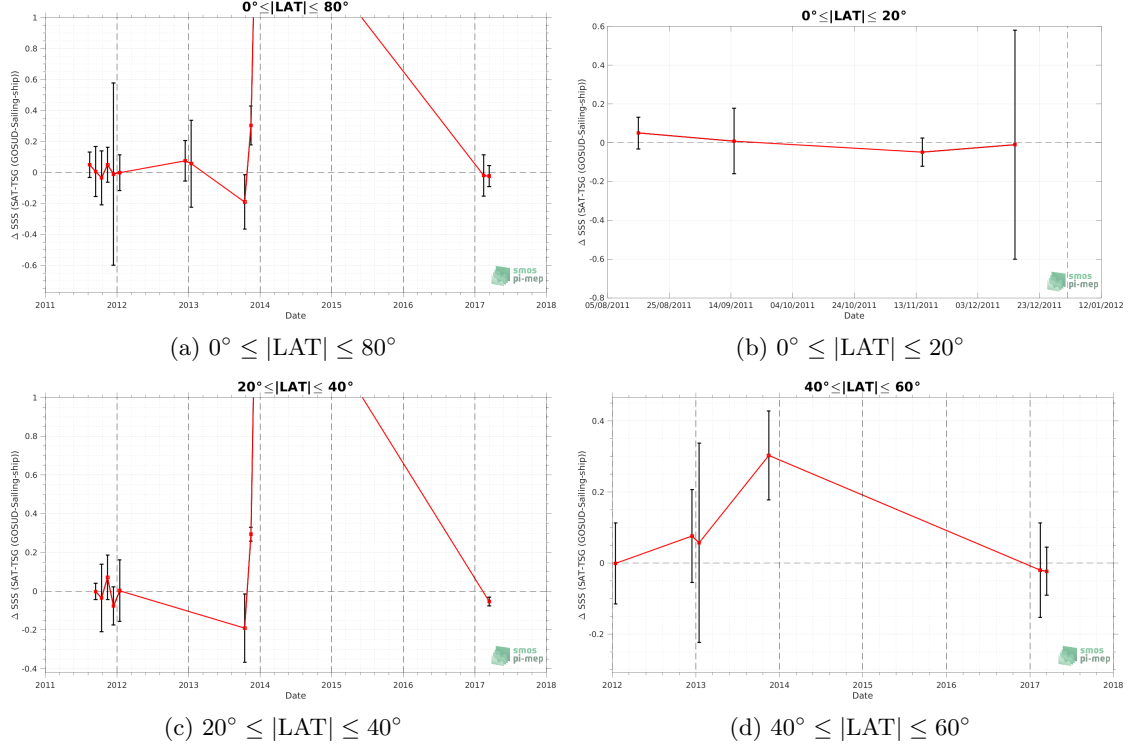 0°≤|LAT|≤ 80°
1
0.8
0.6
0.4
0.2
0
-0.2
-0.4
-0.6
Δ SSS (SAT-TSG (GOSUD-Sailing-ship))
2011 2012 2013 2014 2015 2016 2017 2018
Date
smos
pi-mep
(a) 0° ≤ |LAT| ≤ 80°
0°≤|LAT|≤ 20°
0.6
0.4
0.2
0
-0.2
-0.4
-0.6
-0.8
Δ SSS (SAT-TSG (GOSUD-Sailing-ship))
05/08/2011 25/08/2011 14/09/2011 04/10/2011 24/10/2011 13/11/2011 03/12/2011 23/12/2011 12/01/2012
Date
smos
pi-mep
(b) 0° ≤ |LAT| ≤ 20°
20°≤|LAT|≤ 40°
1
0.8
0.6
0.4
0.2
0
-0.2
-0.4
Δ SSS (SAT-TSG (GOSUD-Sailing-ship))
2011 2012 2013 2014 2015 2016 2017 2018
Date
smos
pi-mep
(c) 20° ≤ |LAT| ≤ 40°
40°≤|LAT|≤ 60°
0.4
0.2
0
-0.2
Δ SSS (SAT-TSG (GOSUD-Sailing-ship))
2012 2013 2014 2015 2016 2017 2018
Date
smos
pi-mep
(d) 40° ≤ |LAT| ≤ 60°